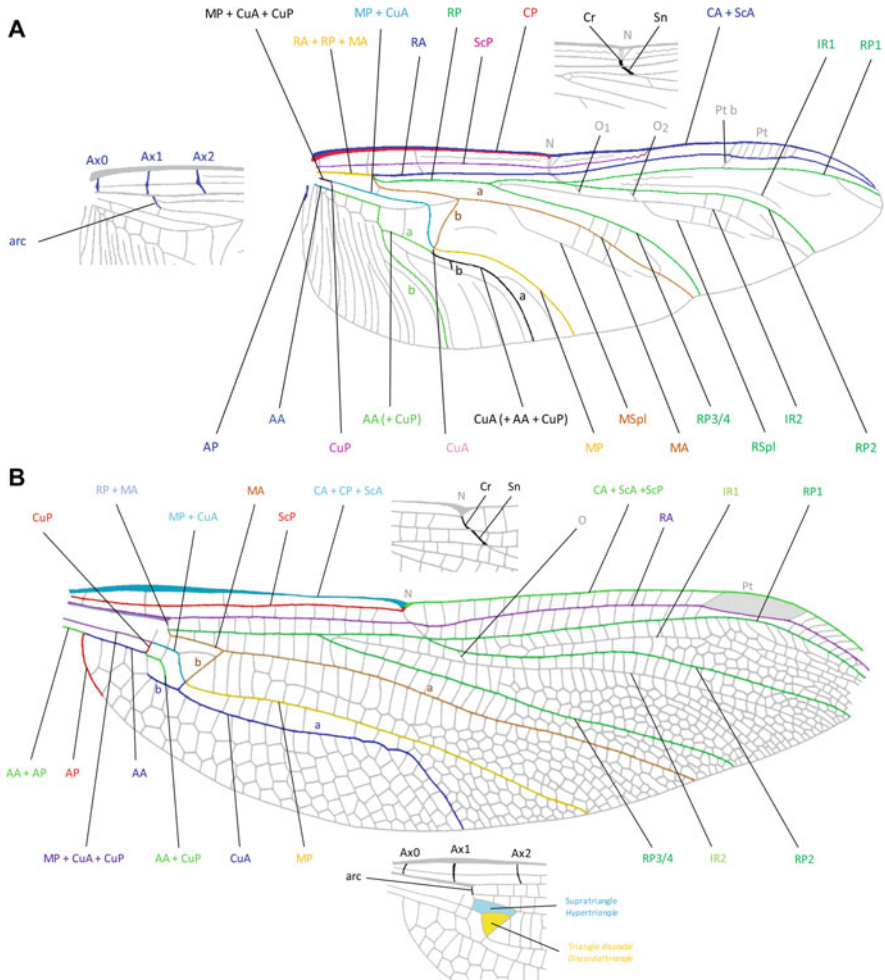 A
MP + CuA + CuP
MP + CuA
RP
CP
CA + ScA
RA + RP + MA
RA
ScP
Cr
Sn
IR1
RP1
N
Ax0
Ax1
Ax2
arc
N
O1
O2
Pt b
Pt
a
b
a
b
b
a
AP
AA
CuP
AA (+ CuP)
CuA
CuA (+ AA + CuP)
MP
MSpl
MA
RP3/4
RSpl
IR2
RP2
B
RP + MA
MA
CA + CP + ScA
Cr
Sn
CA + ScA +ScP
IR1
RP1
CuP
MP + CuA
ScP
O
RA
N
N
Pt
b
a
b
a
AA + AP
AP
AA
MP + CuA + CuP
AA + CuP
CuA
MP
RP3/4
IR2
RP2
Ax0
Ax1
Ax2
arc
Supratriangle
Hypertriangle
Triangle discoidal
Discoidal triangle